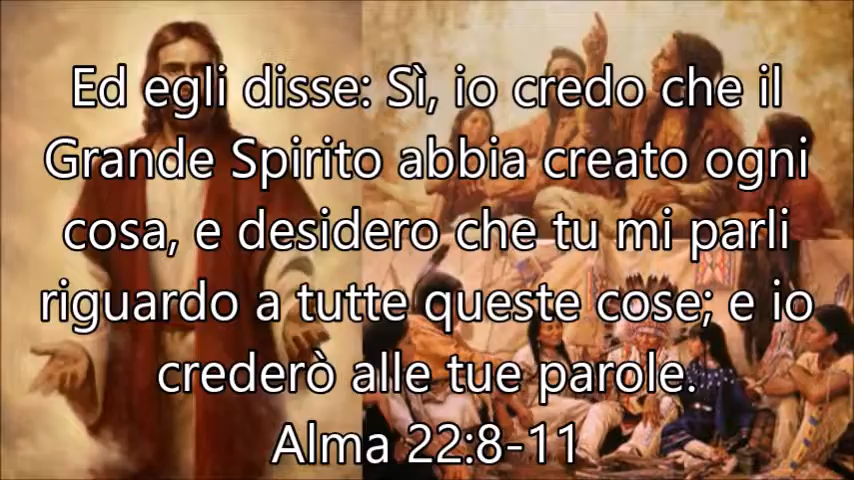 Ed egli disse: Sì, io credo che il
Grande Spirito abbia creato ogni
cosa, e desidero che tu mi parli
riguardo a tutte queste cose; e io
crederò alle tue parole.
Alma 22:8-11